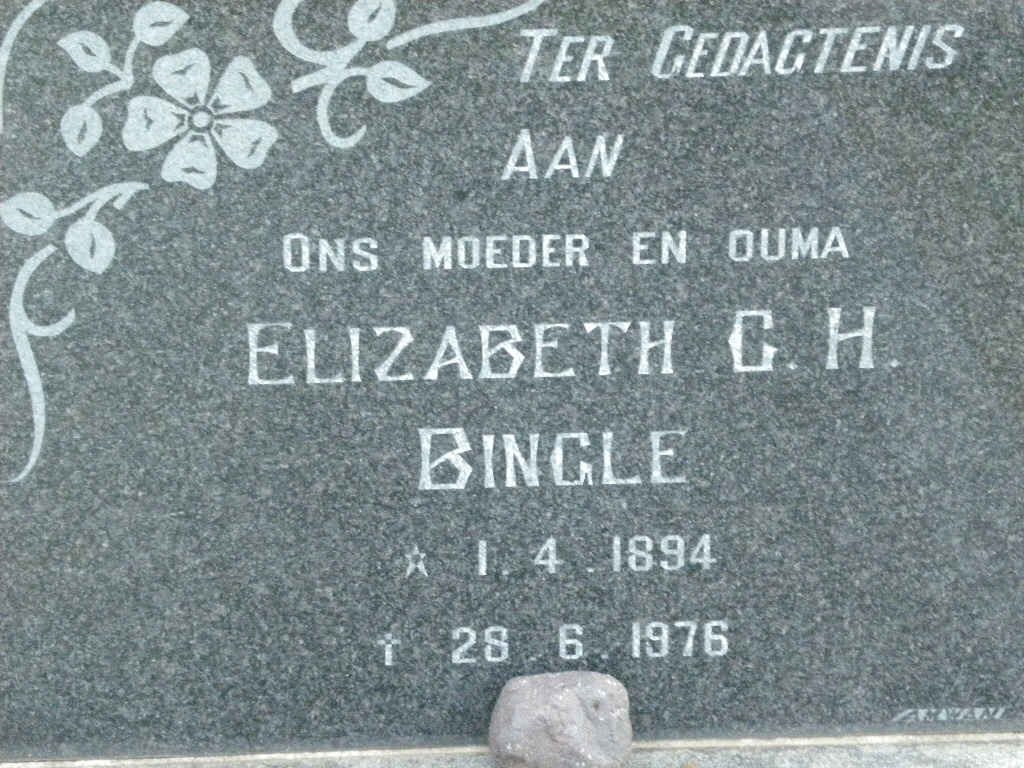 TER GEDAGTENIS
AAN
ONS MOEDER EN OUMA
ELIZABETH G. H.
BINGLE
☆ 1. 4. 1894
† 28. 6. 1976